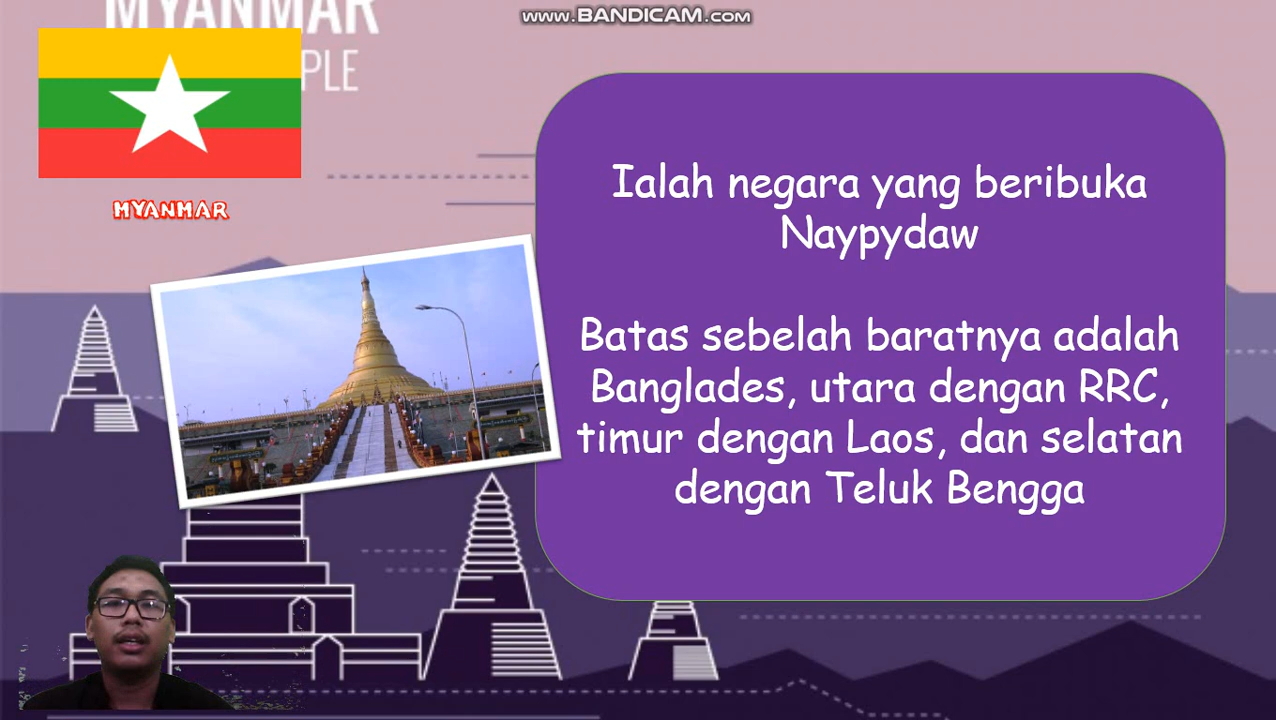 www.BANDICAM.com
MYANMAR
PLE
MYANMAR
Ialah negara yang beribuka
Naypydaw
Batas sebelah baratnya adalah
Banglades, utara dengan RRC,
timur dengan Laos, dan selatan
dengan Teluk Bengga